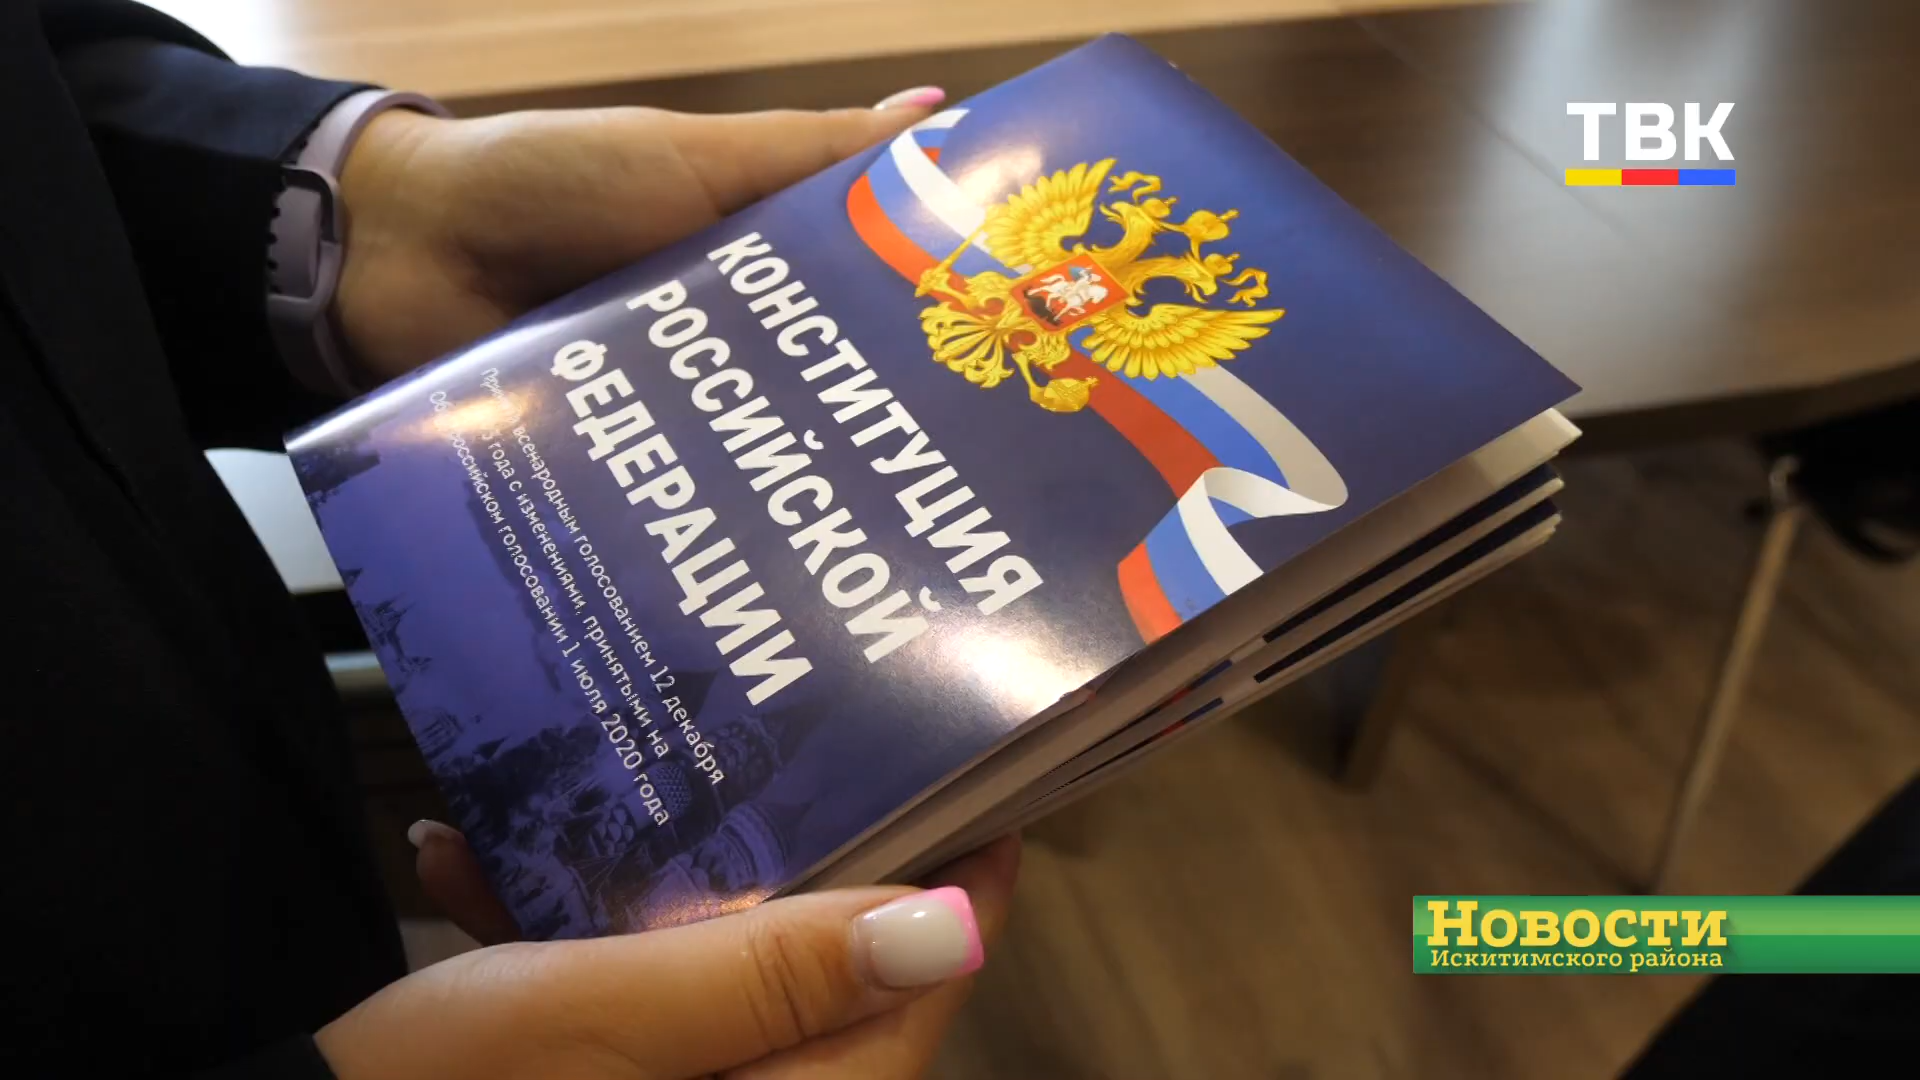 ТВК
КОНСТИТУЦИЯ
РОССИЙСКОЙ
ФЕДЕРАЦИИ
всенародным голосованием 12 декабря
года с изменениями, принятыми на
Общероссийском голосовании 1 июля 2020 года
Новости
Искитимского района